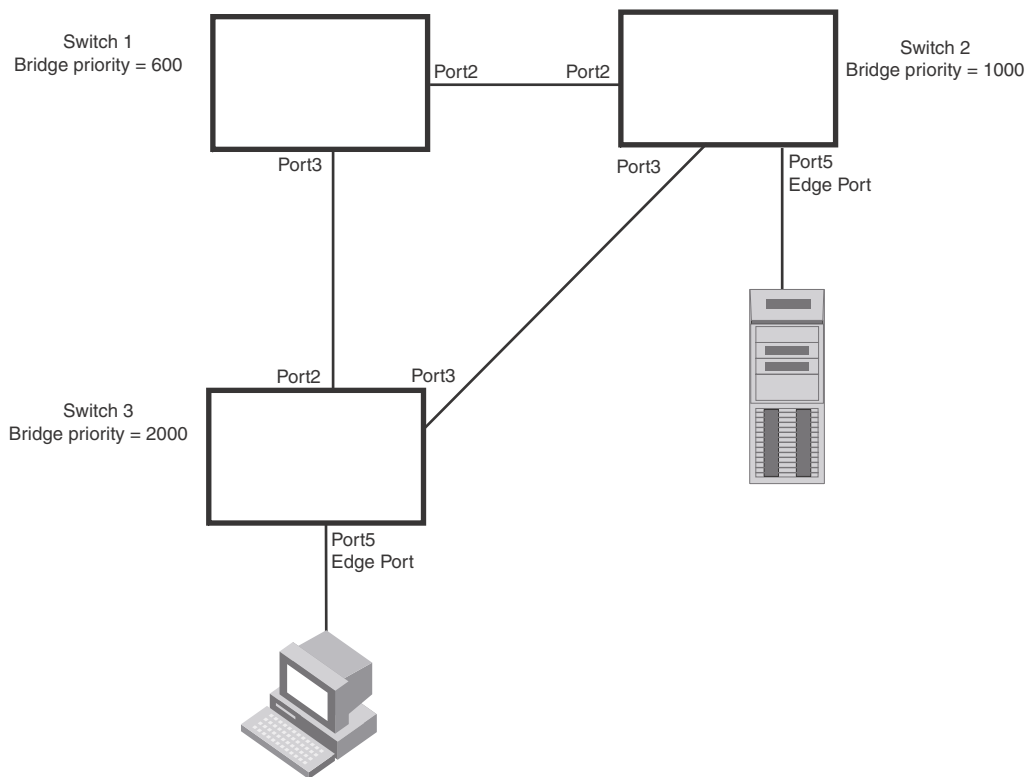 Switch 1
Bridge priority = 600
Switch 2
Bridge priority = 1000
Port2
Port2
Port3
Port3
Port5
Edge Port
Port2
Port3
Switch 3
Bridge priority = 2000
Port5
Edge Port